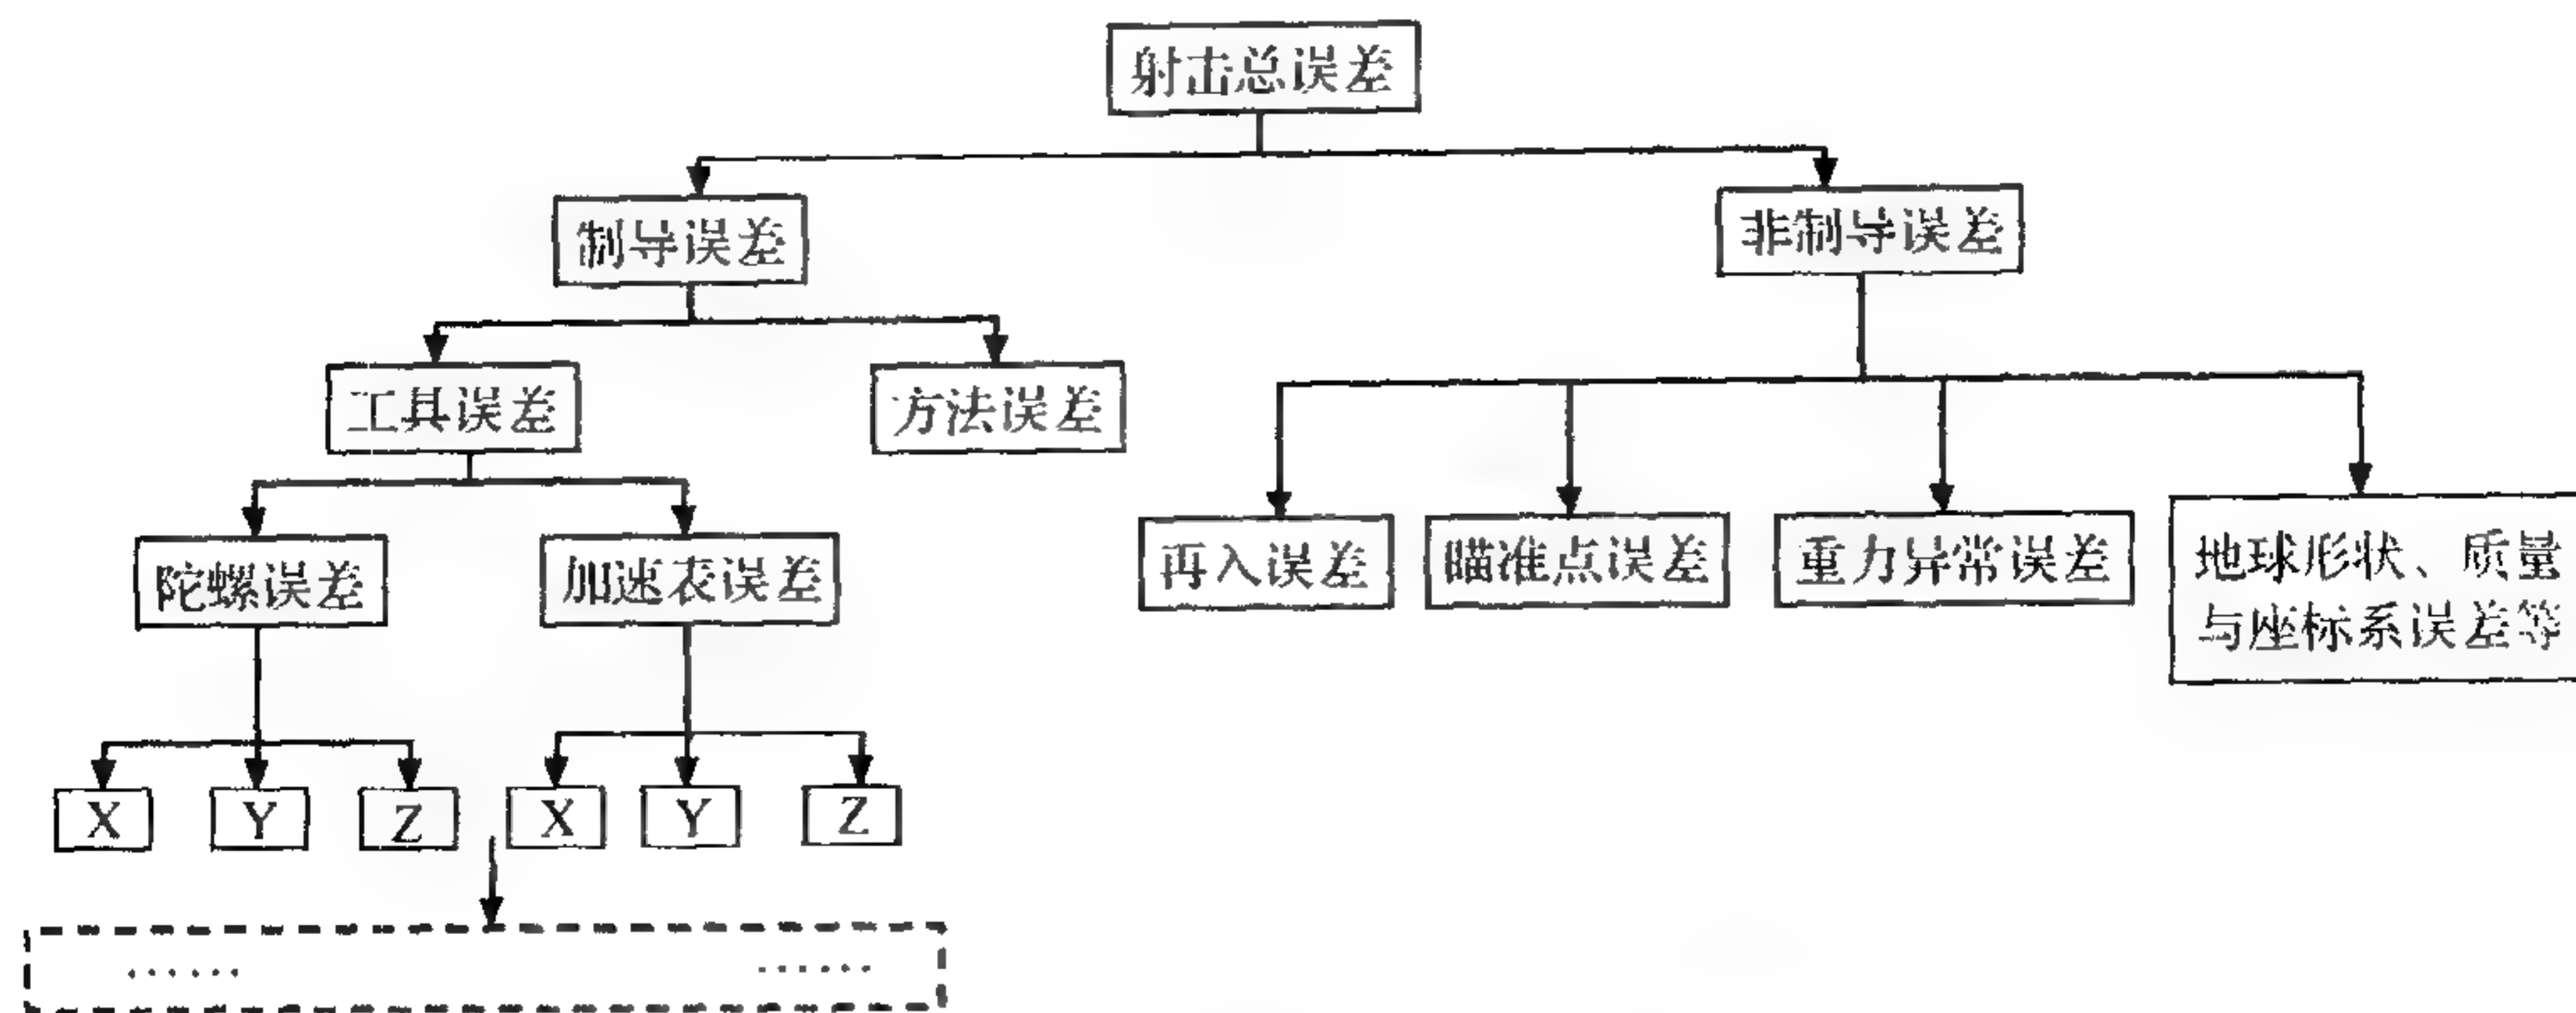 射击总误差
制导误差
非制导误差
工具误差
方法误差
陀螺误差
加速表误差
再入误差
瞄准点误差
重力异常误差
地球形状、质量
与座标系误差等
X
Y
Z
X
Y
Z
······
······